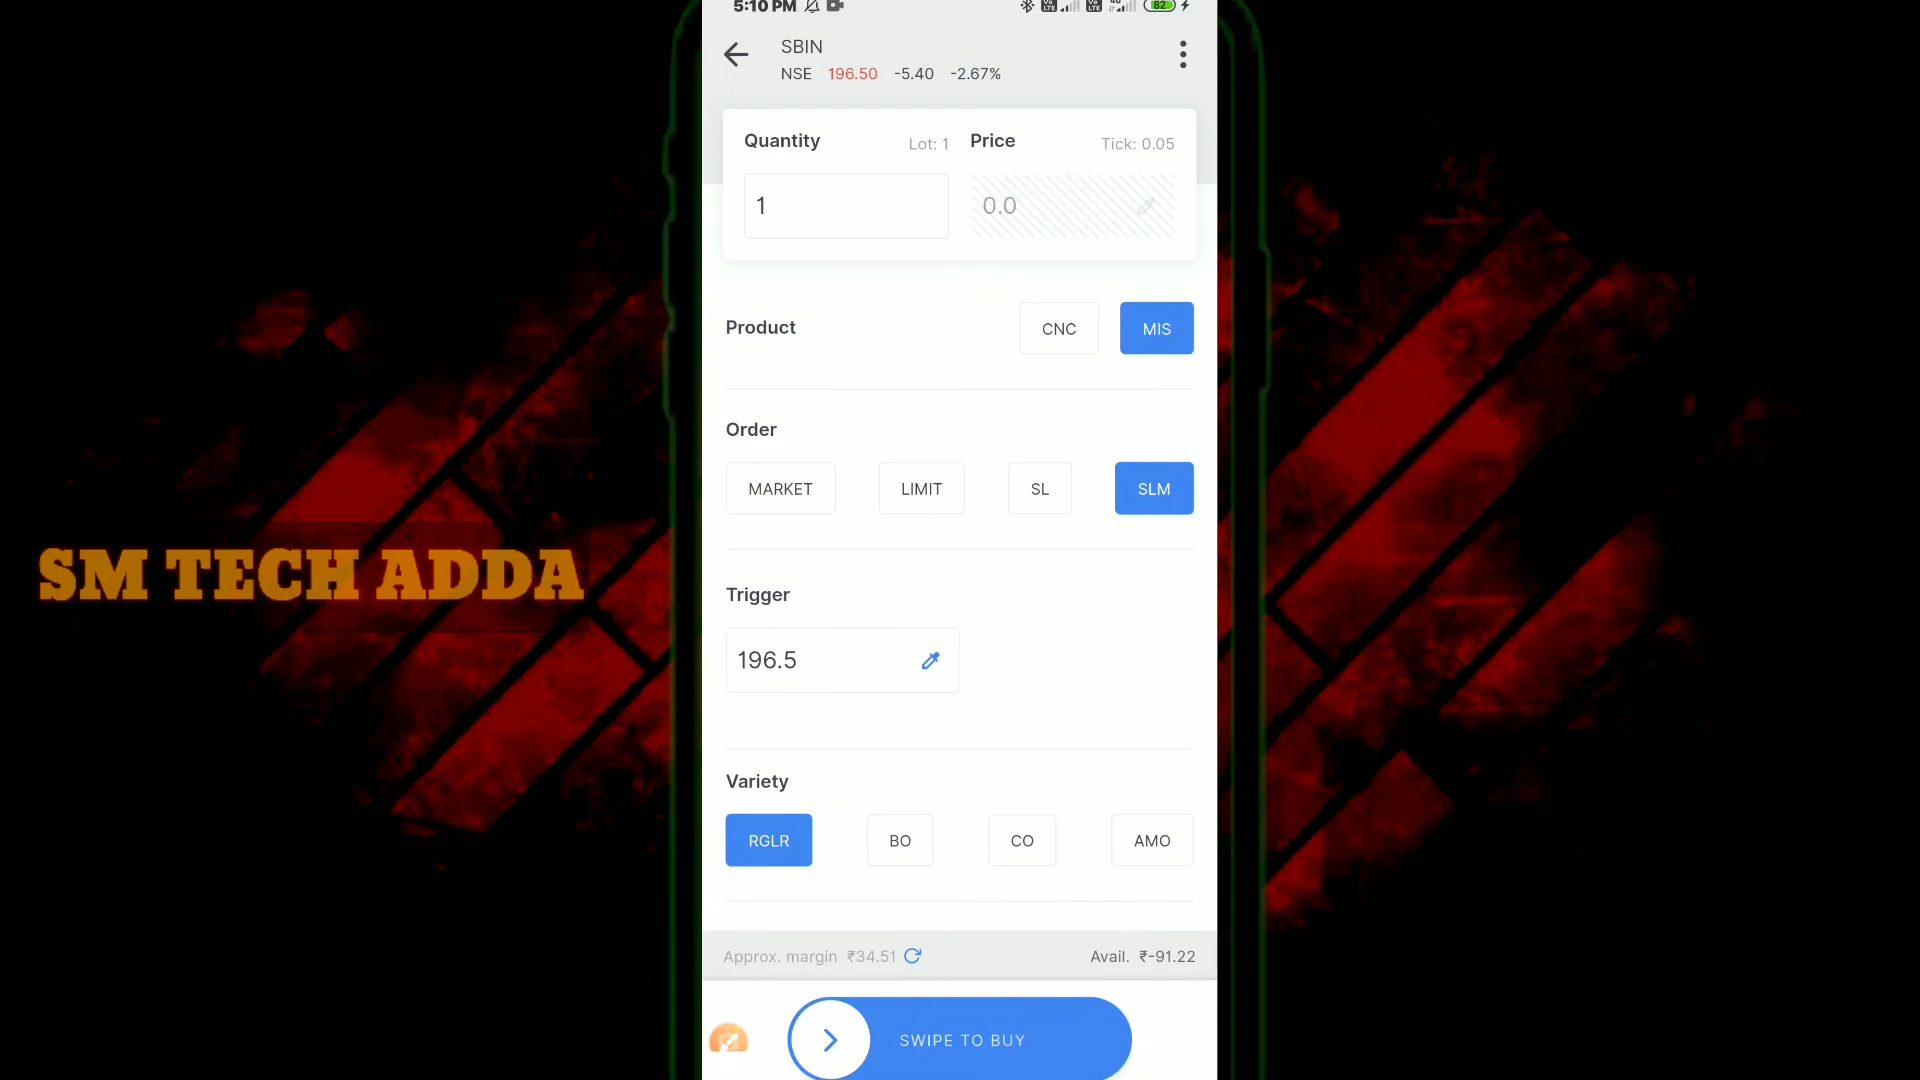 5:10 PM
82
SBIN
NSE 196.50 -5.40 -2.67%
Quantity Lot: 1 Price Tick: 0.05
1 0.0
Product CNC MIS
Order
MARKET LIMIT SL SLM
SM TECH ADDA
Trigger
196.5
Variety
RGLR BO CO AMO
Approx. margin ₹34.51 Avail. ₹-91.22
SWIPE TO BUY